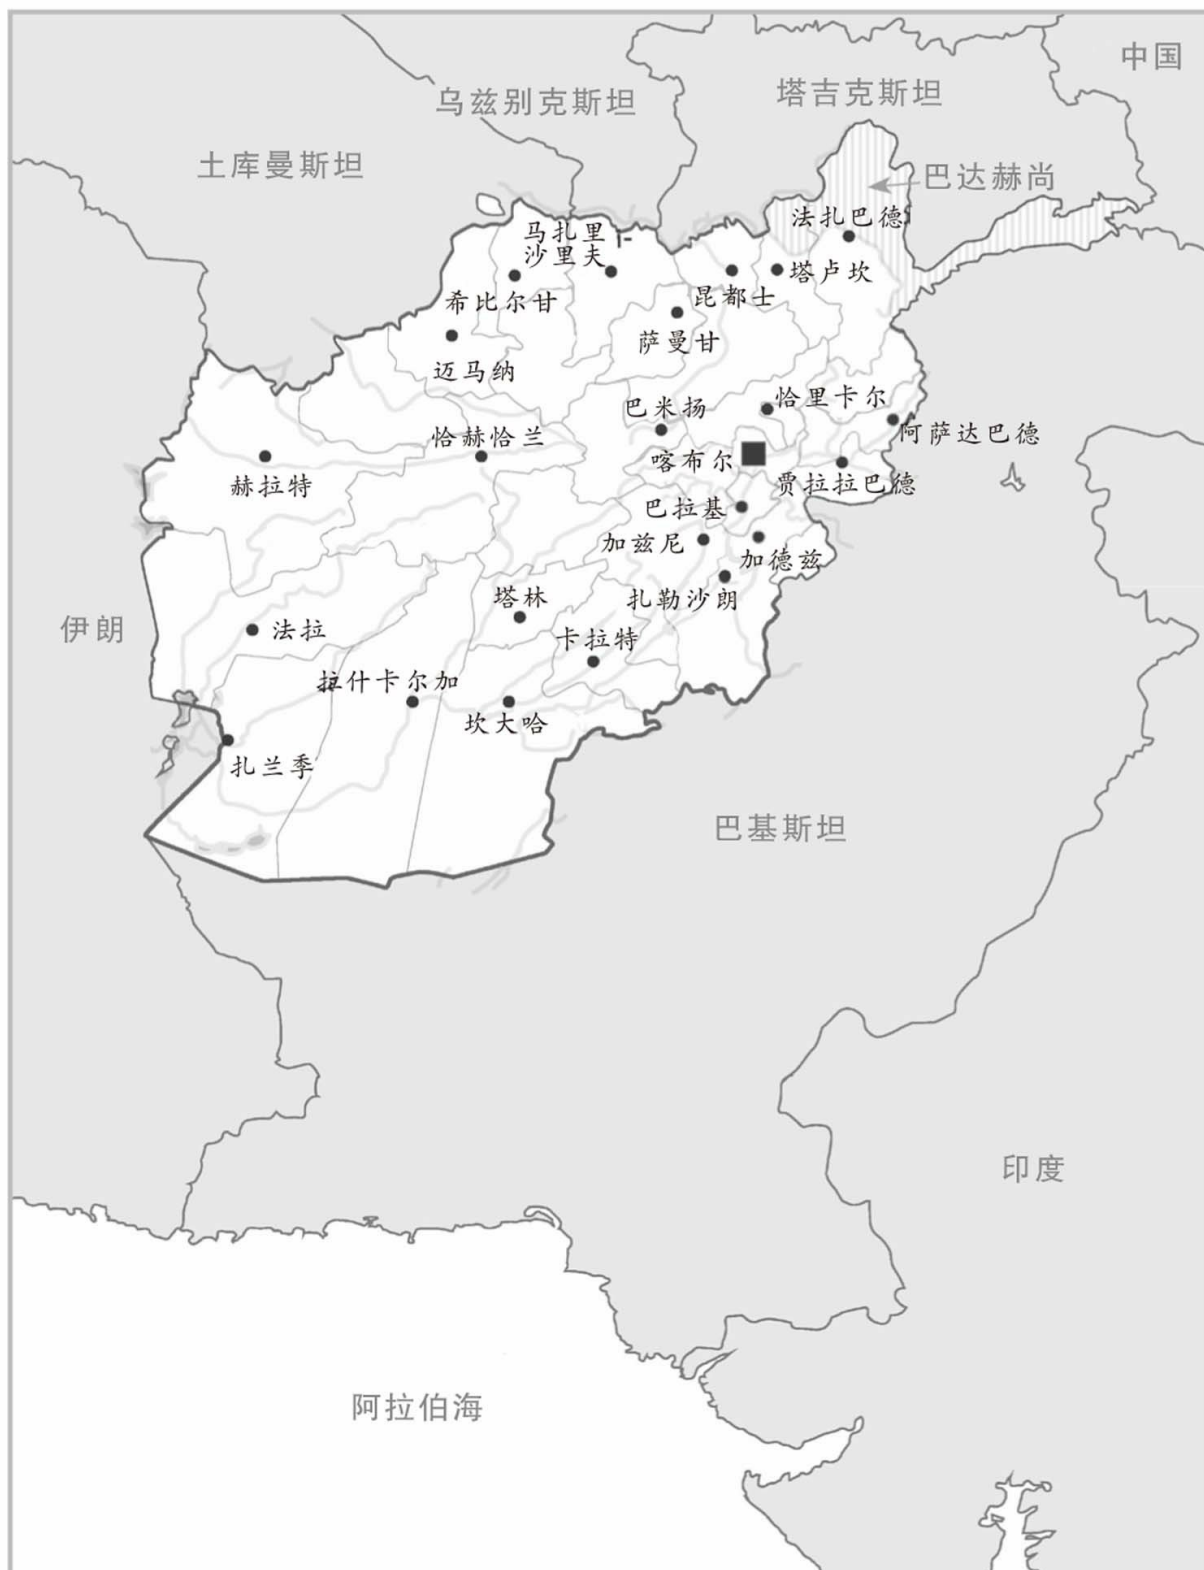 中国
乌兹别克斯坦
塔吉克斯坦
土库曼斯坦
巴达赫尚
法扎巴德
马扎里
沙里夫
塔卢坎
昆都士
希比尔甘
萨曼甘
迈马纳
巴米扬
恰里卡尔
恰赫恰兰
阿萨达巴德
喀布尔
赫拉特
贾拉拉巴德
巴拉基
加兹尼
加德兹
塔林
扎勒沙朗
伊朗
法拉
卡拉特
拉什卡尔加
坎大哈
扎兰季
巴基斯坦
印度
阿拉伯海